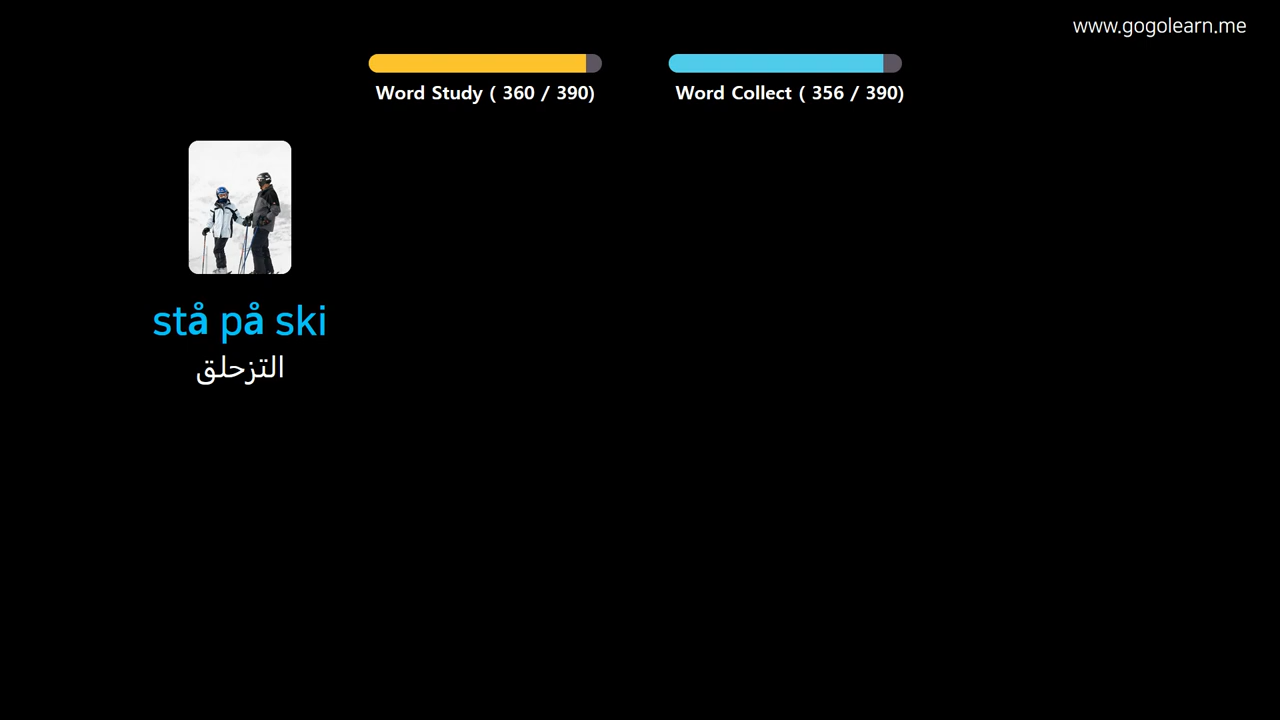 www.gogolearn.me
Word Study ( 360 / 390)
Word Collect ( 356 / 390)
stå på ski
التزحلق